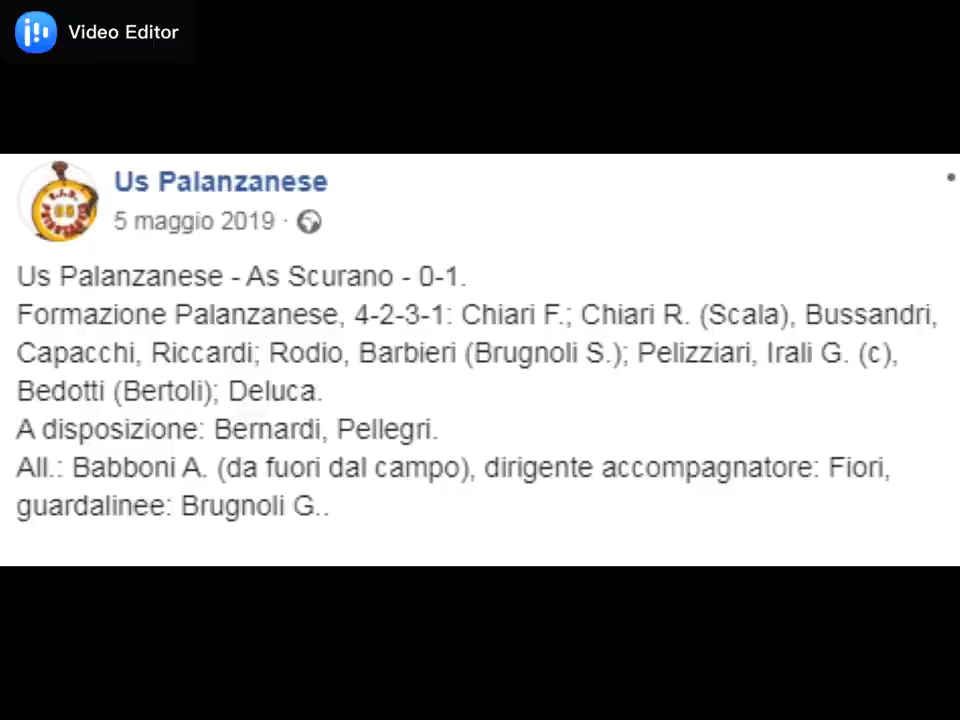 Video Editor
Us Palanzanese
5 maggio 2019 ·
Us Palanzanese - As Scurano - 0-1.
Formazione Palanzanese, 4-2-3-1: Chiari F.; Chiari R. (Scala), Bussandri,
Capacchi, Riccardi; Rodio, Barbieri (Brugnoli S.); Pelizziari, Irali G. (c),
Bedotti (Bertoli); Deluca.
A disposizione: Bernardi, Pellegri.
All.: Babboni A. (da fuori dal campo), dirigente accompagnatore: Fiori,
guardalinee: Brugnoli G..